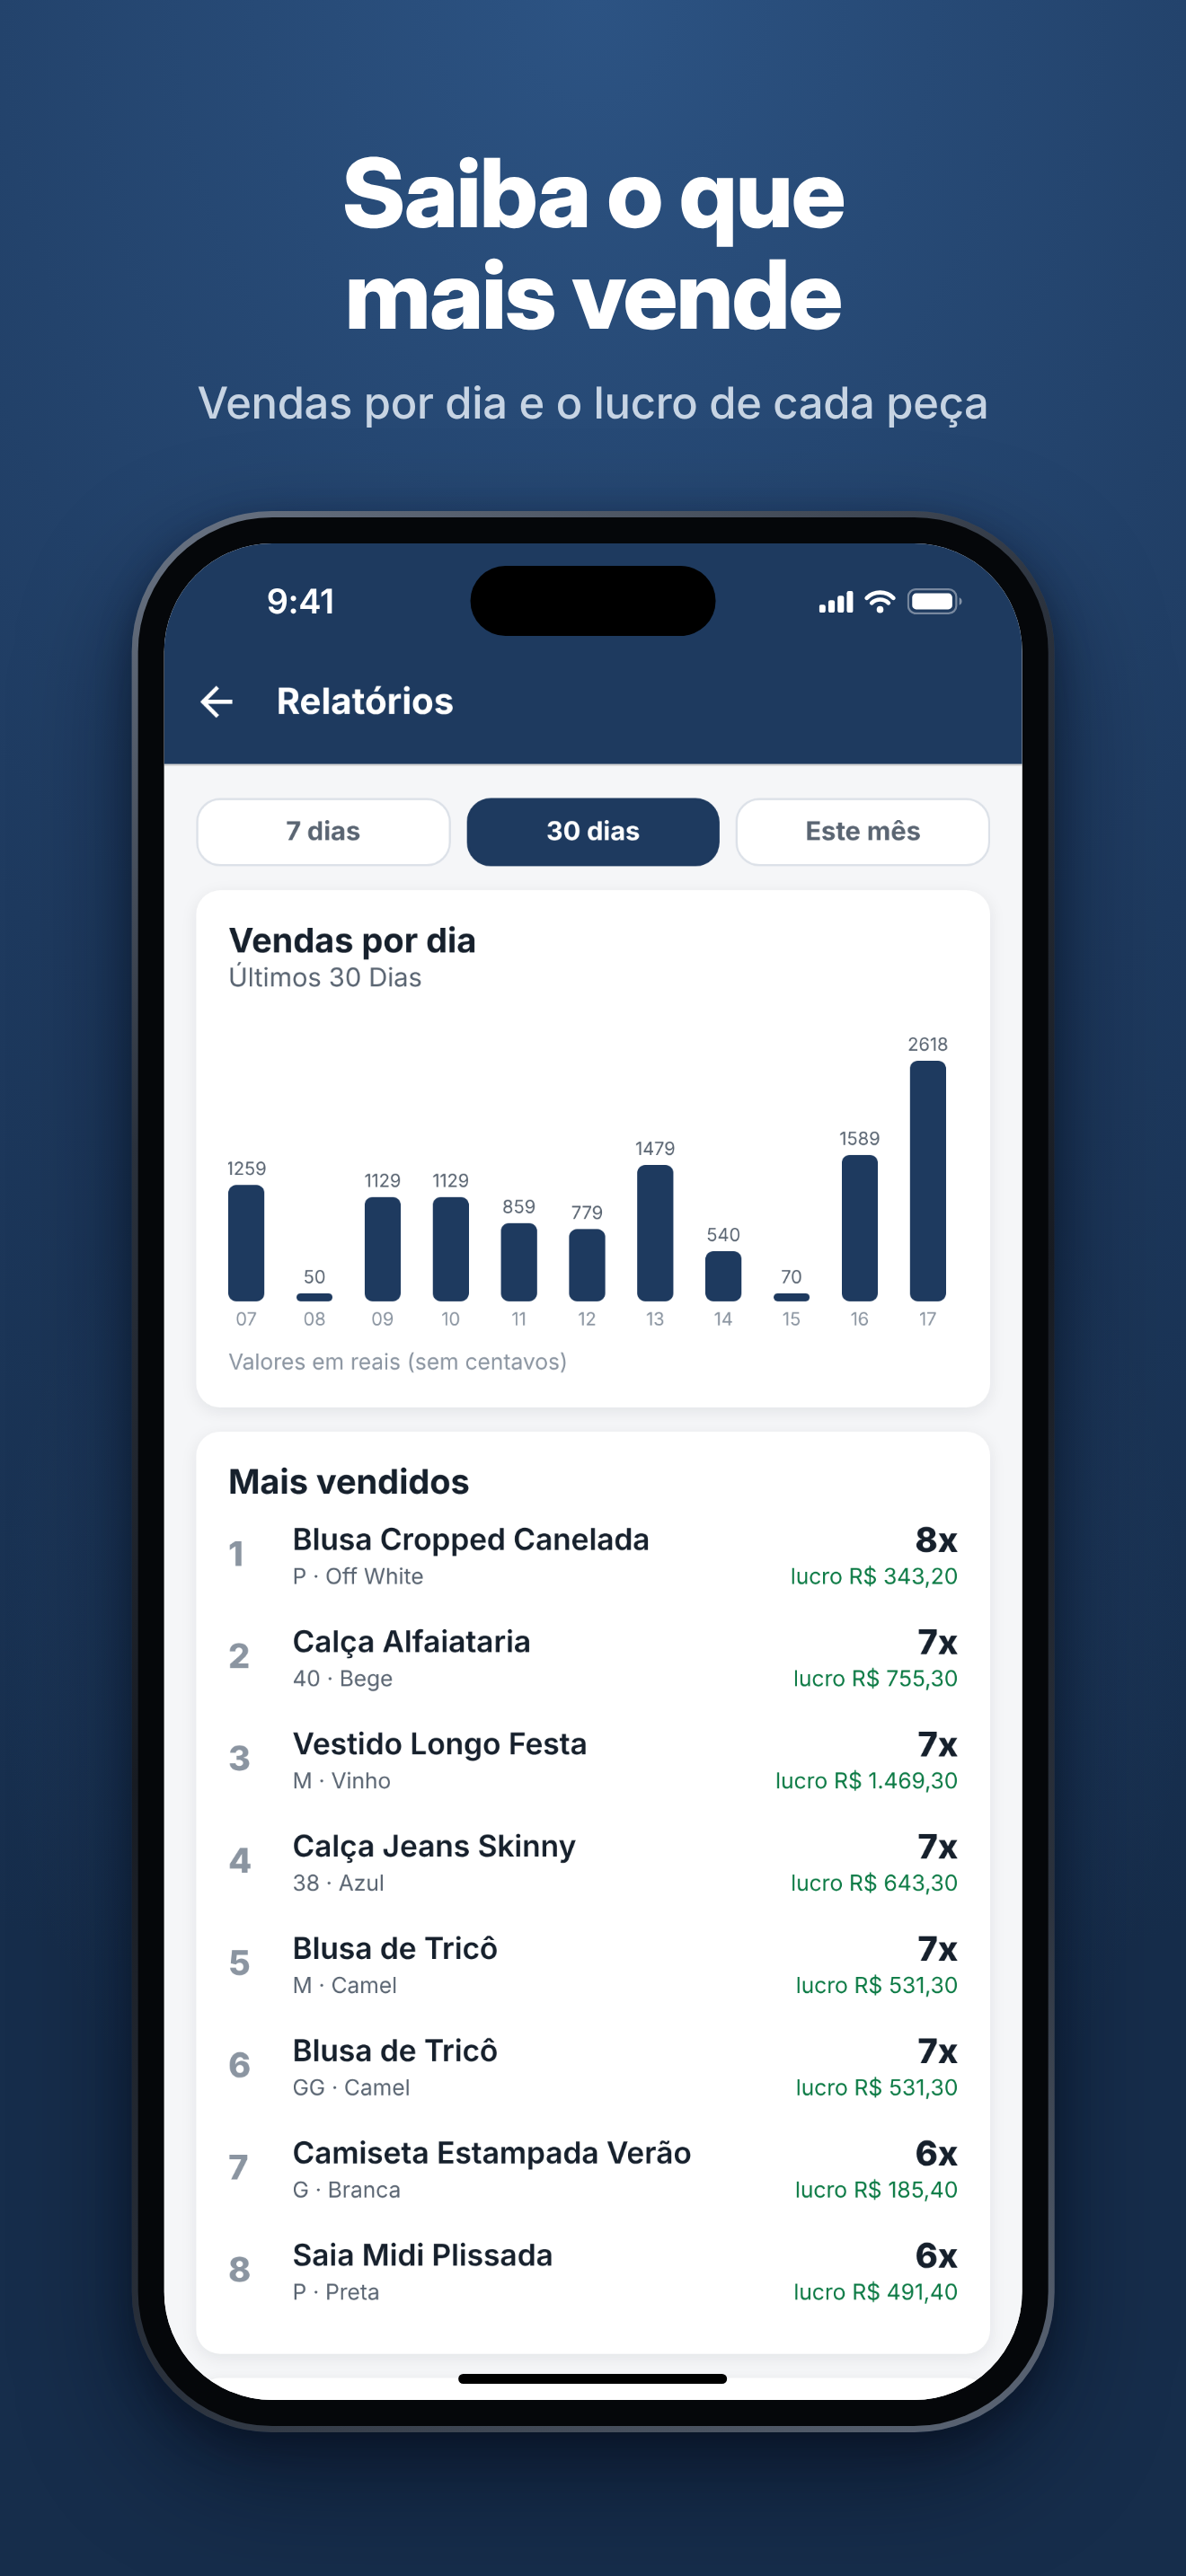 Saiba o que
mais vende
Vendas por dia e o lucro de cada peça
9:41
Relatórios
7 dias 30 dias Este mês
Vendas por dia
Últimos 30 Dias
1259 50 1129 1129 859 779 1479 540 70 1589 2618
07 08 09 10 11 12 13 14 15 16 17
Valores em reais (sem centavos)
Mais vendidos
1 Blusa Cropped Canelada 8x
P · Off White lucro R$ 343,20
2 Calça Alfaiataria 7x
40 · Bege lucro R$ 755,30
3 Vestido Longo Festa 7x
M · Vinho lucro R$ 1.469,30
4 Calça Jeans Skinny 7x
38 · Azul lucro R$ 643,30
5 Blusa de Tricô 7x
M · Camel lucro R$ 531,30
6 Blusa de Tricô 7x
GG · Camel lucro R$ 531,30
7 Camiseta Estampada Verão 6x
G · Branca lucro R$ 185,40
8 Saia Midi Plissada 6x
P · Preta lucro R$ 491,40